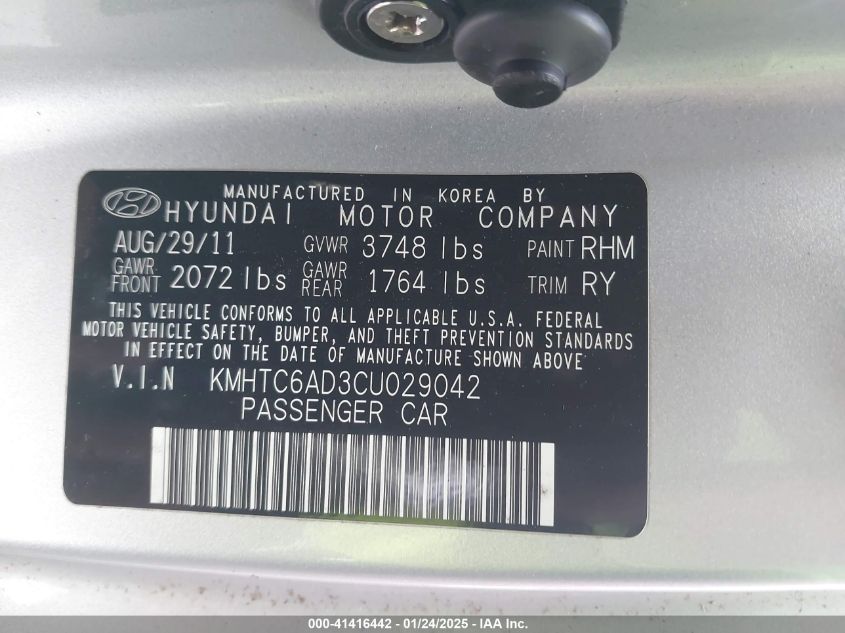 MANUFACTURED IN KOREA BY
HYUNDAI MOTOR COMPANY
AUG/29/11 GVWR 3748 lbs PAINT RHM
GAWR FRONT 2072 lbs GAWR REAR 1764 lbs TRIM RY
THIS VEHICLE CONFORMS TO ALL APPLICABLE U.S.A. FEDERAL
MOTOR VEHICLE SAFETY, BUMPER, AND THEFT PREVENTION STANDARDS
IN EFFECT ON THE DATE OF MANUFACTURE SHOWN ABOVE
V.I.N KMHTC6AD3CU029042
PASSENGER CAR
000-41416442 - 01/24/2025 - IAA Inc.